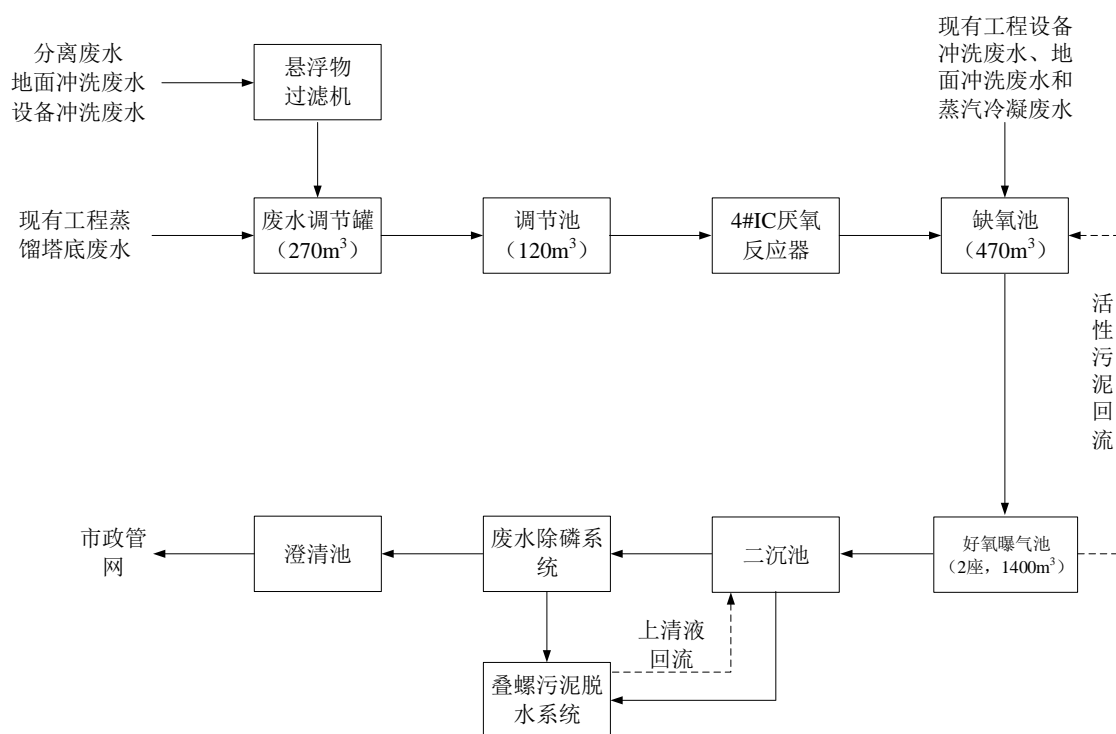 分离废水
地面冲洗废水
设备冲洗废水
悬浮物
过滤机
现有工程设备
冲洗废水、地
面冲洗废水和
蒸汽冷凝废水
现有工程蒸
馏塔底废水
废水调节罐
（270m³）
调节池
（120m³）
4#IC厌氧
反应器
缺氧池
（470m³）
活
性
污
泥
回
流
市政管
网
澄清池
废水除磷系
统
二沉池
好氧曝气池
（2座，1400m³）
上清液
回流
叠螺污泥脱
水系统